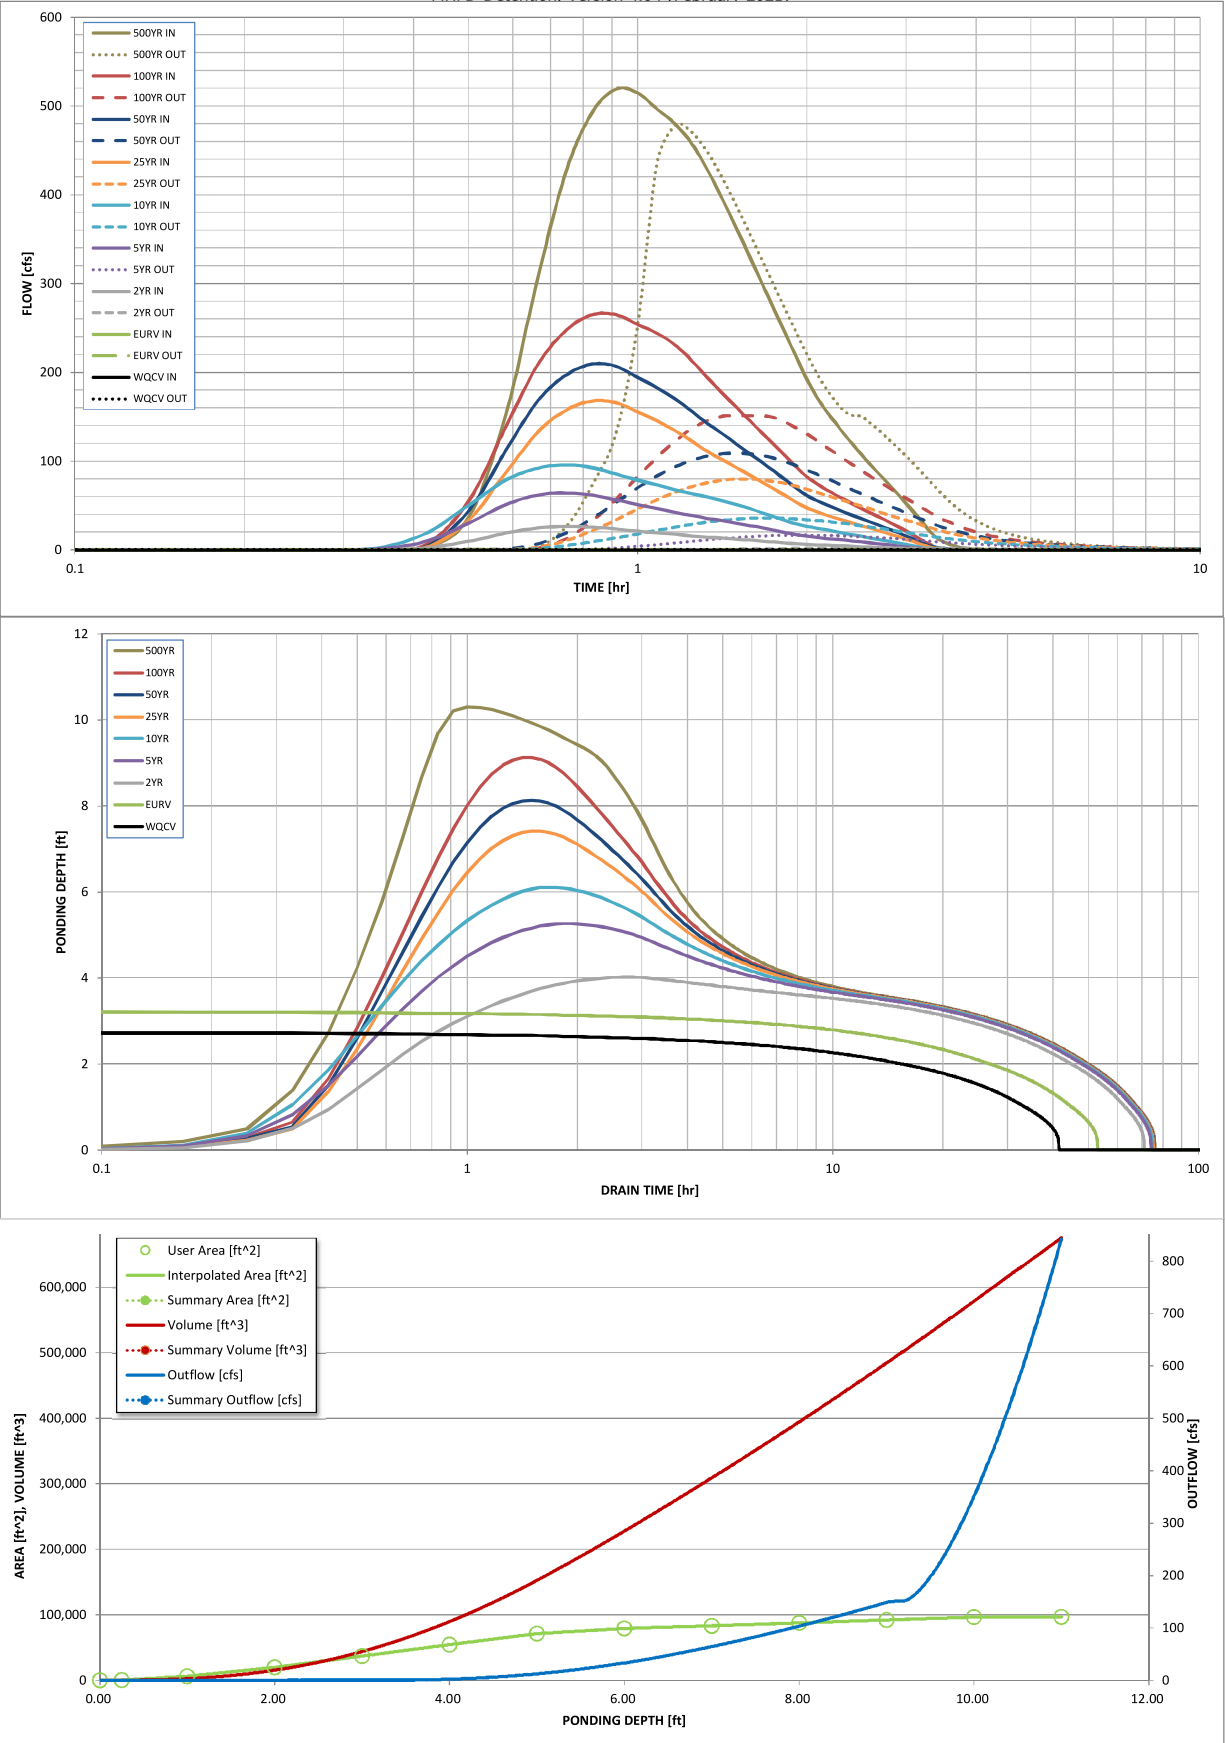 600
500
400
300
200
100
0
FLOW [cfs]
500YR IN
500YR OUT
100YR IN
100YR OUT
50YR IN
50YR OUT
25YR IN
25YR OUT
10YR IN
10YR OUT
5YR IN
5YR OUT
2YR IN
2YR OUT
EURV IN
EURV OUT
WQCV IN
WQCV OUT
0.1
1
10
TIME [hr]
12
10
8
6
4
2
0
PONDING DEPTH [ft]
500YR
100YR
50YR
25YR
10YR
5YR
2YR
EURV
WQCV
0.1
1
10
100
DRAIN TIME [hr]
User Area [ft^2]
Interpolated Area [ft^2]
Summary Area [ft^2]
Volume [ft^3]
Summary Volume [ft^3]
Outflow [cfs]
Summary Outflow [cfs]
600,000
500,000
400,000
300,000
200,000
100,000
0
AREA [ft^2], VOLUME [ft^3]
800
700
600
500
400
300
200
100
0
OUTFLOW [cfs]
0.00
2.00
4.00
6.00
8.00
10.00
12.00
PONDING DEPTH [ft]